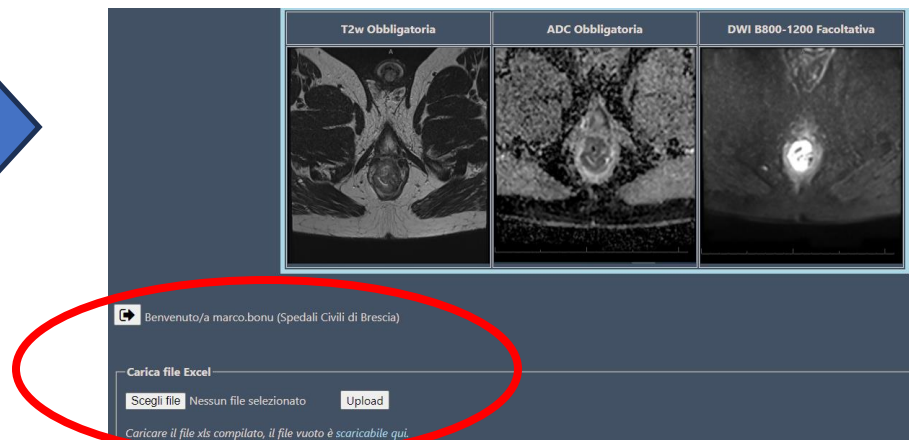 T2w Obbligatoria
ADC Obbligatoria
DWI B800-1200 Facoltativa
A
Benvenuto/a marco.bonu (Spedali Civili di Brescia)
Carica file Excel
Scegli file Nessun file selezionato Upload
Caricare il file xls compilato, il file vuoto è scaricabile qui.